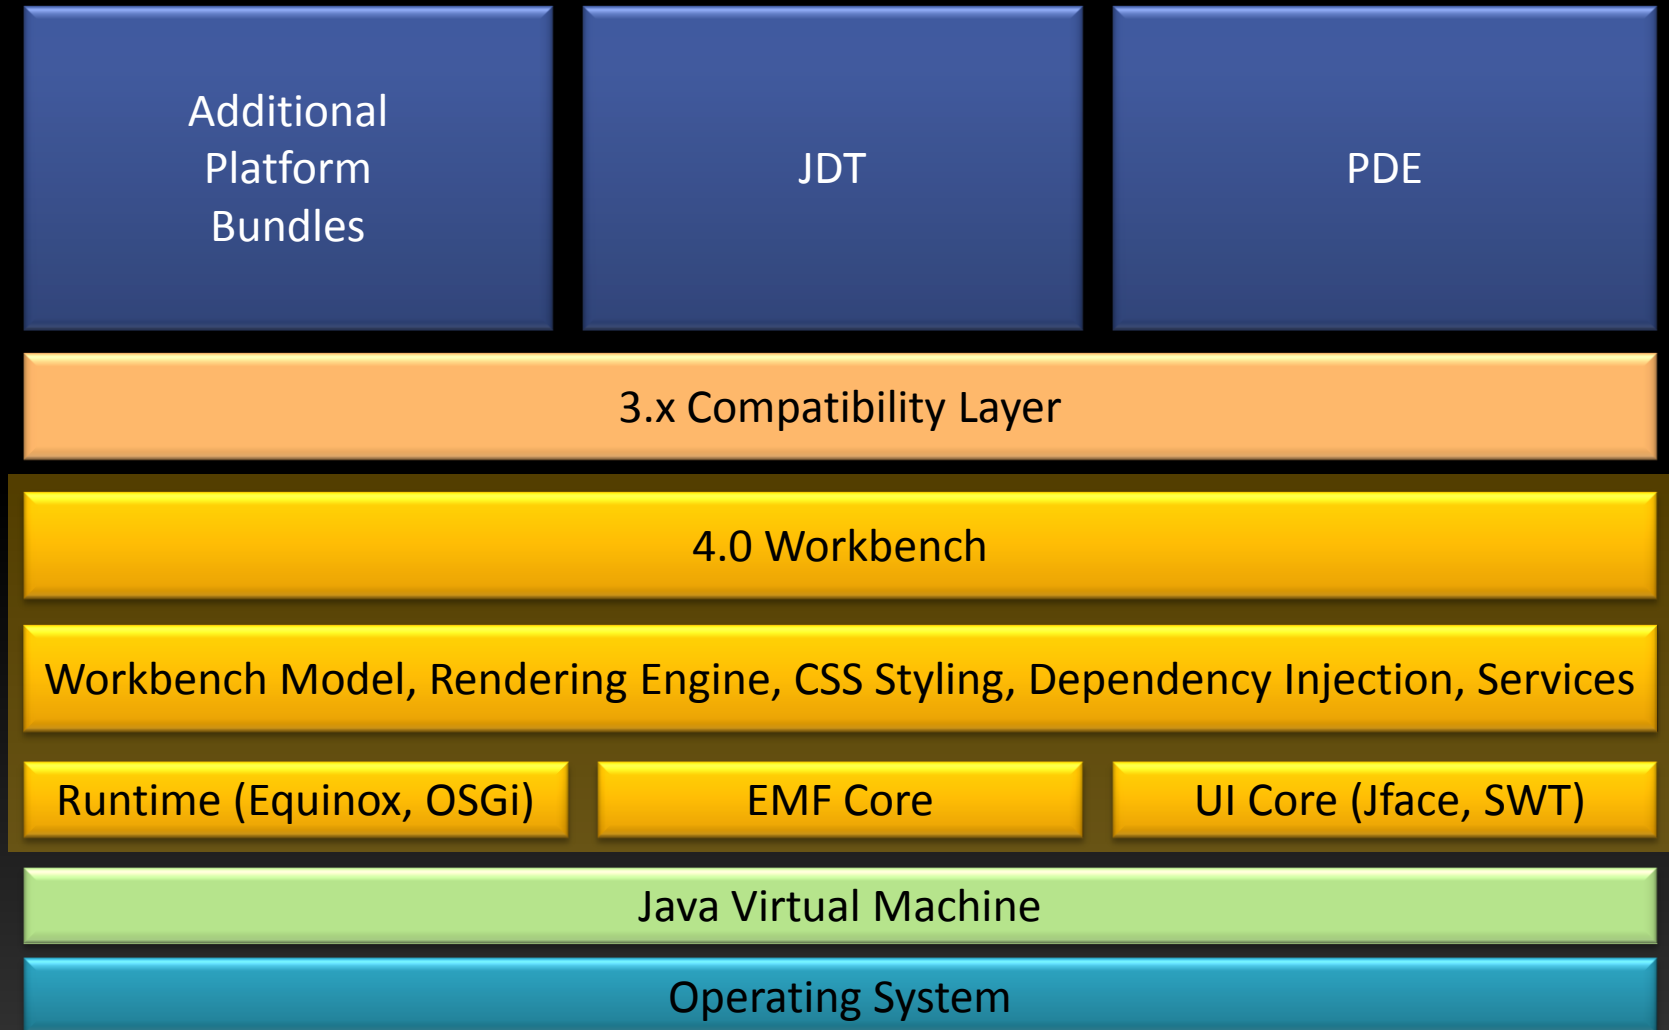 Additional
Platform
Bundles
JDT
PDE
3.x Compatibility Layer
4.0 Workbench
Workbench Model, Rendering Engine, CSS Styling, Dependency Injection, Services
Runtime (Equinox, OSGi)
EMF Core
UI Core (Jface, SWT)
Java Virtual Machine
Operating System